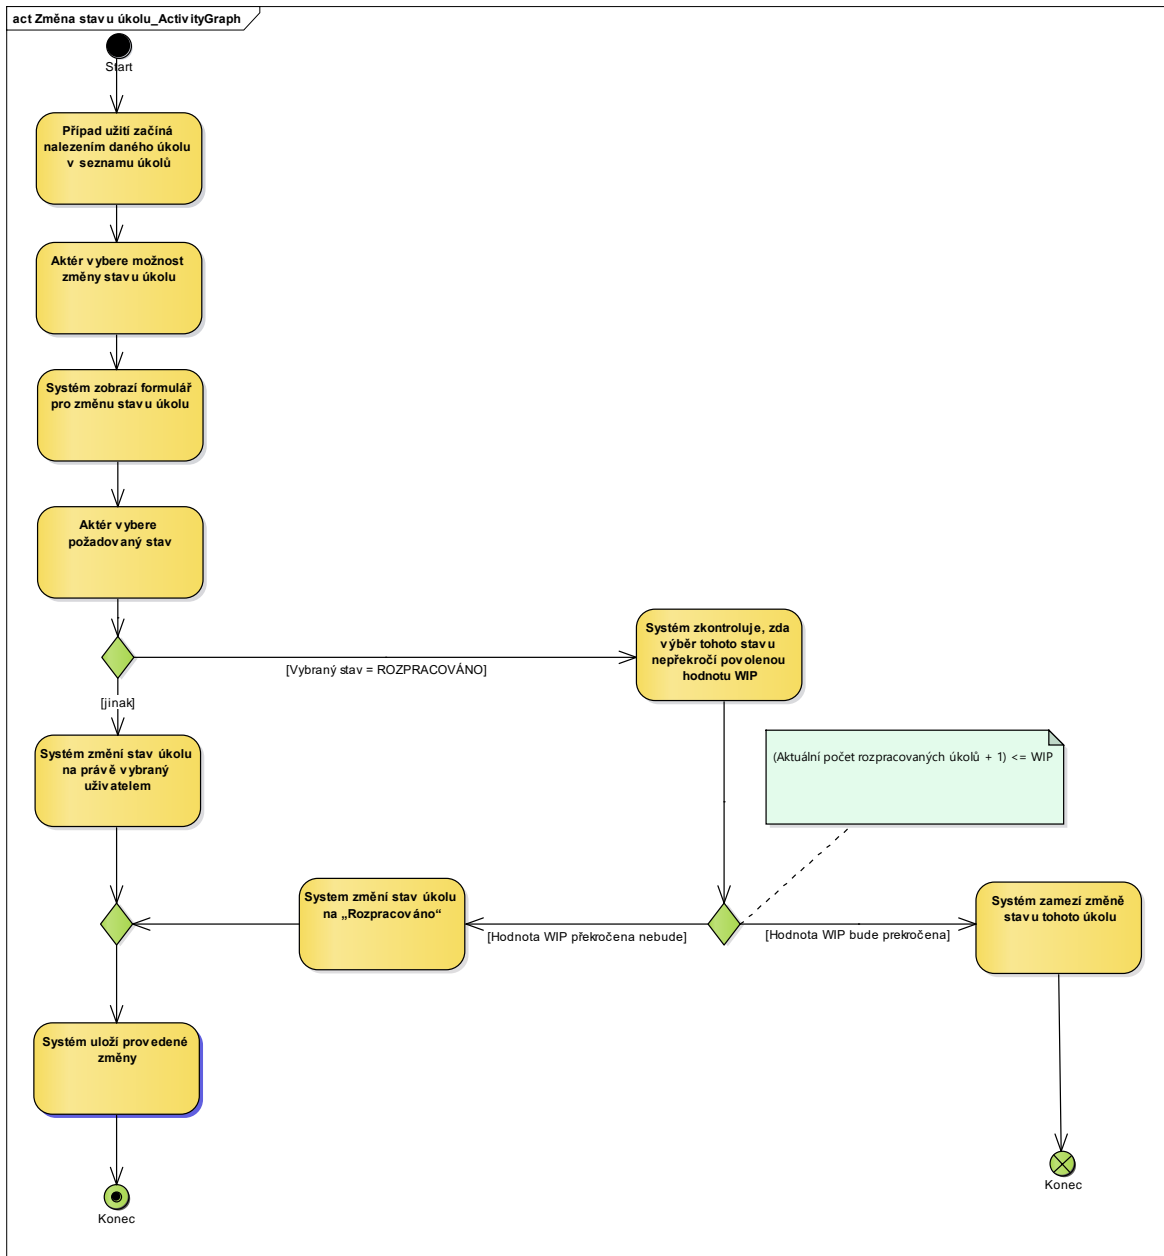 act Změna stavu úkolu_ActivityGraph
Start
Případ užití začíná
nalezením daného úkolu
v seznamu úkolů
Aktér vybere možnost
změny stavu úkolu
Systém zobrazí formulář
pro změnu stavu úkolu
Aktér vybere
požadovaný stav
Systém zkontroluje, zda
výběr tohoto stavu
nepřekročí povolenou
hodnotu WIP
[Vybraný stav = ROZPRACOVÁNO]
[jinak]
Systém změní stav úkolu
na právě vybraný
uživatelem
(Aktuální počet rozpracovaných úkolů + 1) <= WIP
System změní stav úkolu
na „Rozpracováno“
[Hodnota WIP překročena nebude]
[Hodnota WIP bude prekročena]
Systém zamezí změně
stavu tohoto úkolu
Systém uloží provedené
změny
Konec
Konec